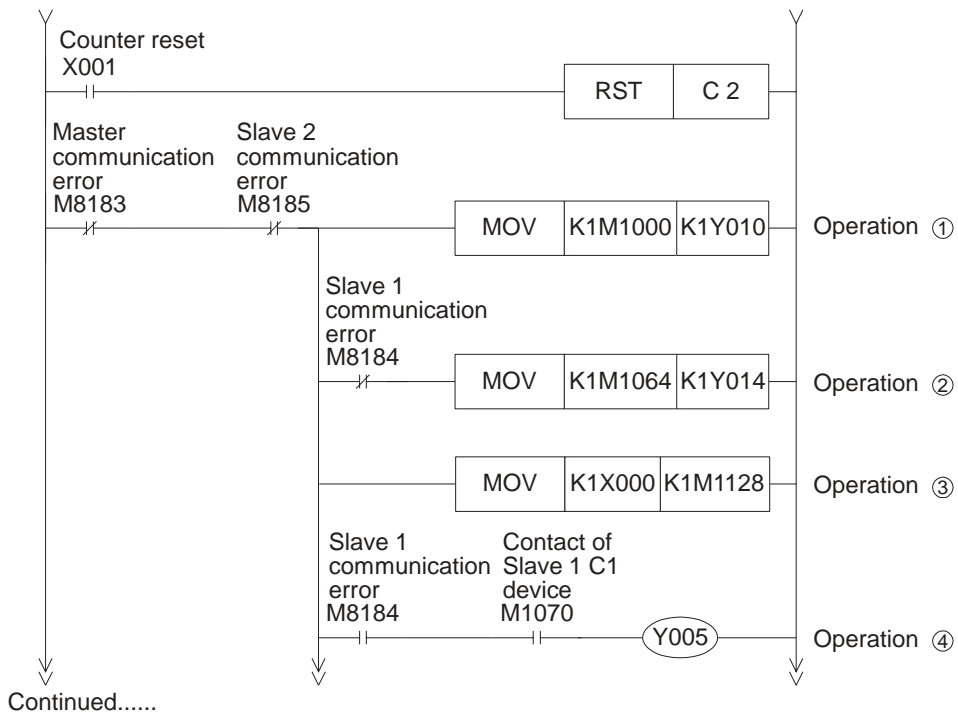 Counter reset
X001
RST C 2
Master
communication
error
M8183
Slave 2
communication
error
M8185
MOV K1M1000 K1Y010
Operation ①
Slave 1
communication
error
M8184
MOV K1M1064 K1Y014
Operation ②
MOV K1X000 K1M1128
Operation ③
Slave 1
communication
error
M8184
Contact of
Slave 1 C1
device
M1070
Y005
Operation ④
Continued......